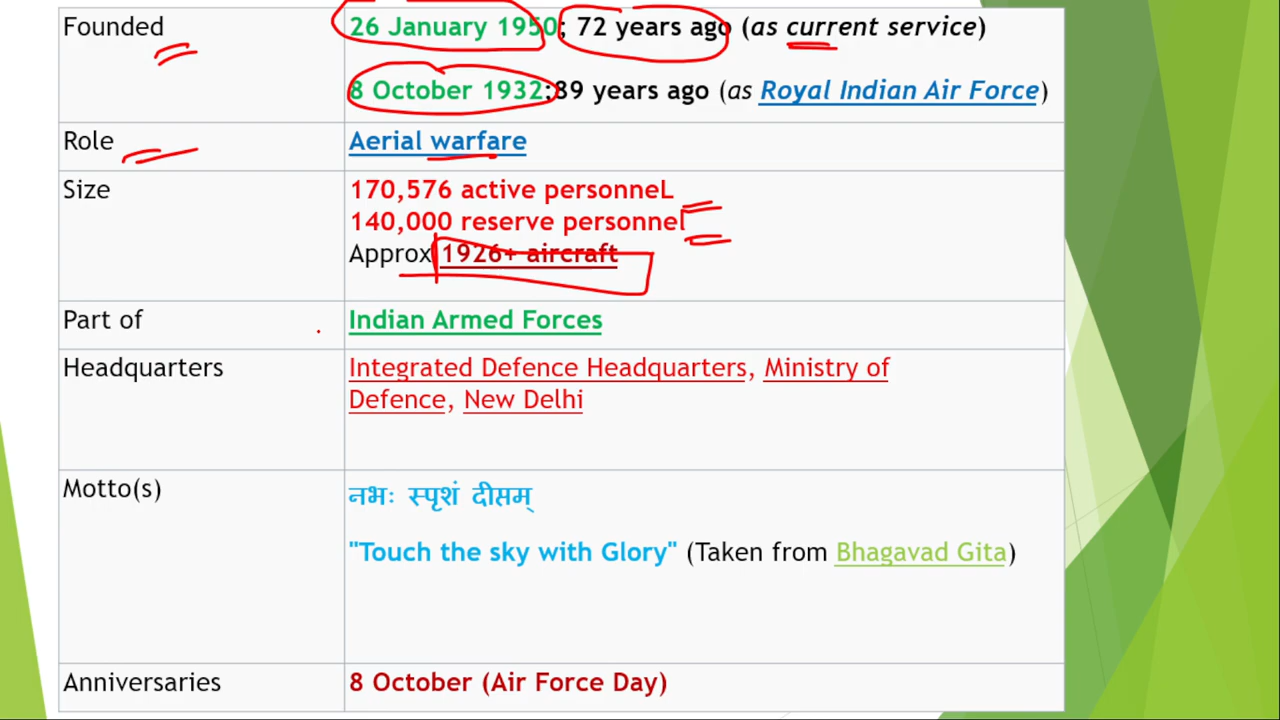 Founded
26 January 1950; 72 years ago (as current service)
8 October 1932;89 years ago (as Royal Indian Air Force)
Role
Aerial warfare
Size
170,576 active personneL
140,000 reserve personnel
Approx 1926+ aircraft
Part of
Indian Armed Forces
Headquarters
Integrated Defence Headquarters, Ministry of
Defence, New Delhi
Motto(s)
नभः स्पृशं दीप्तम्
"Touch the sky with Glory" (Taken from Bhagavad Gita)
Anniversaries
8 October (Air Force Day)